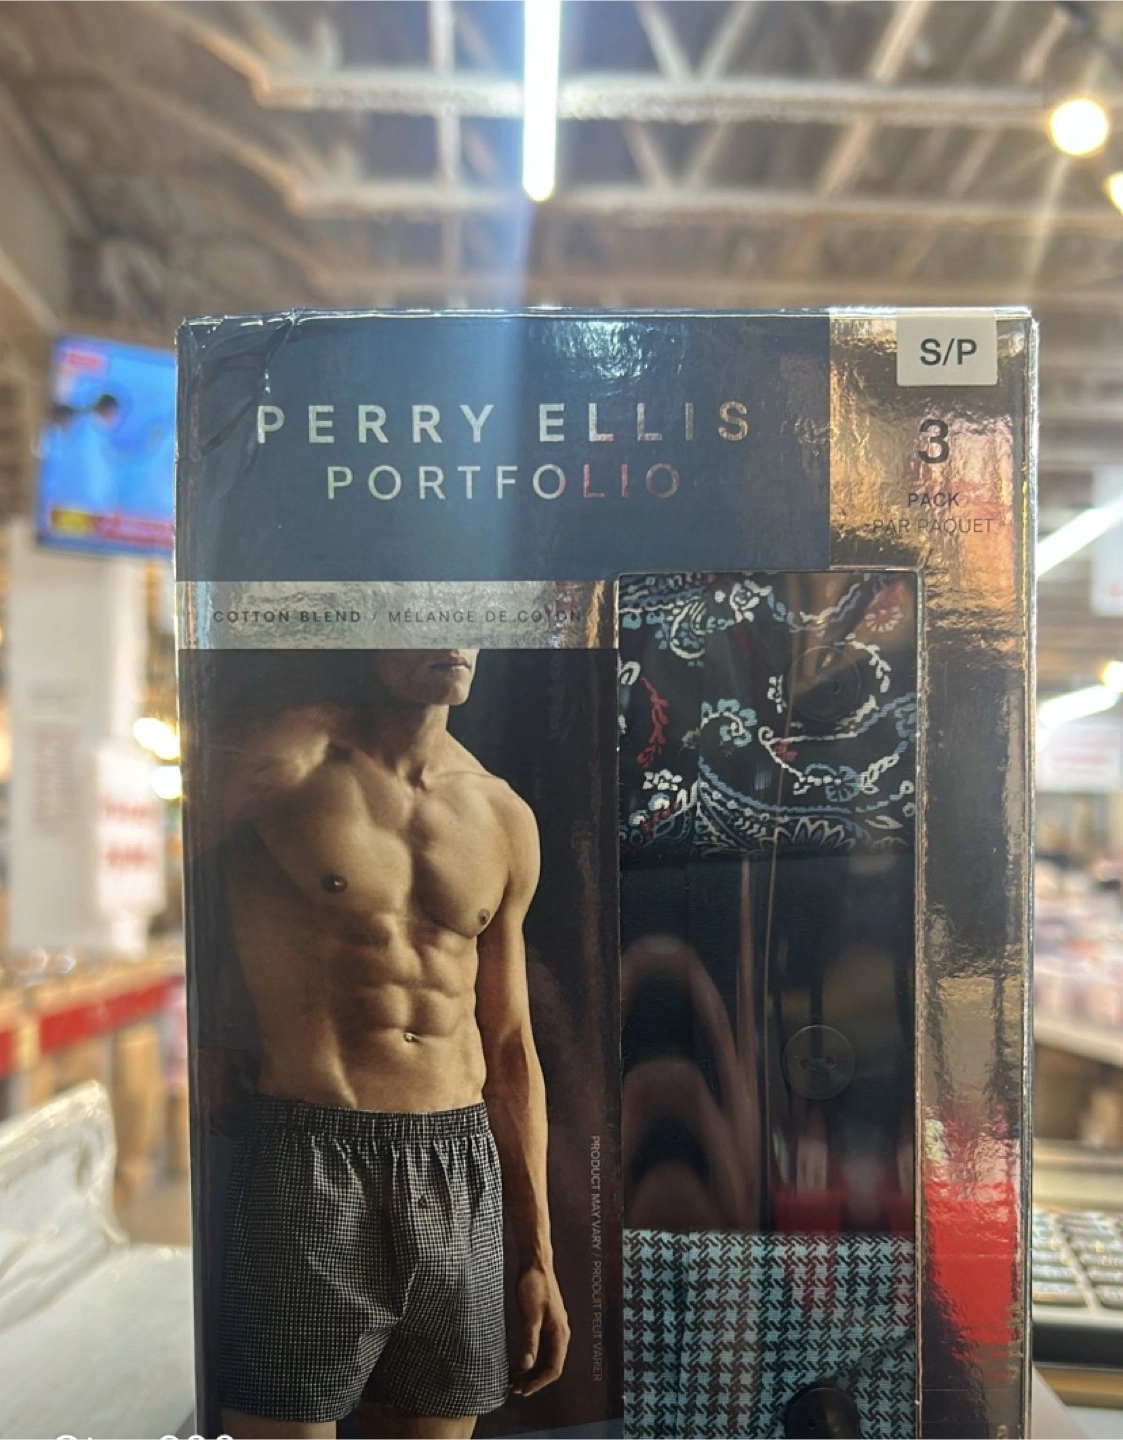 S/P
PERRY ELLIS
PORTFOLIO
3
PACK
PAR PAQUET
COTTON BLEND / MÉLANGE DE COTON
PRODUCT MAY VARY / PRODUIT PEUT VARIER